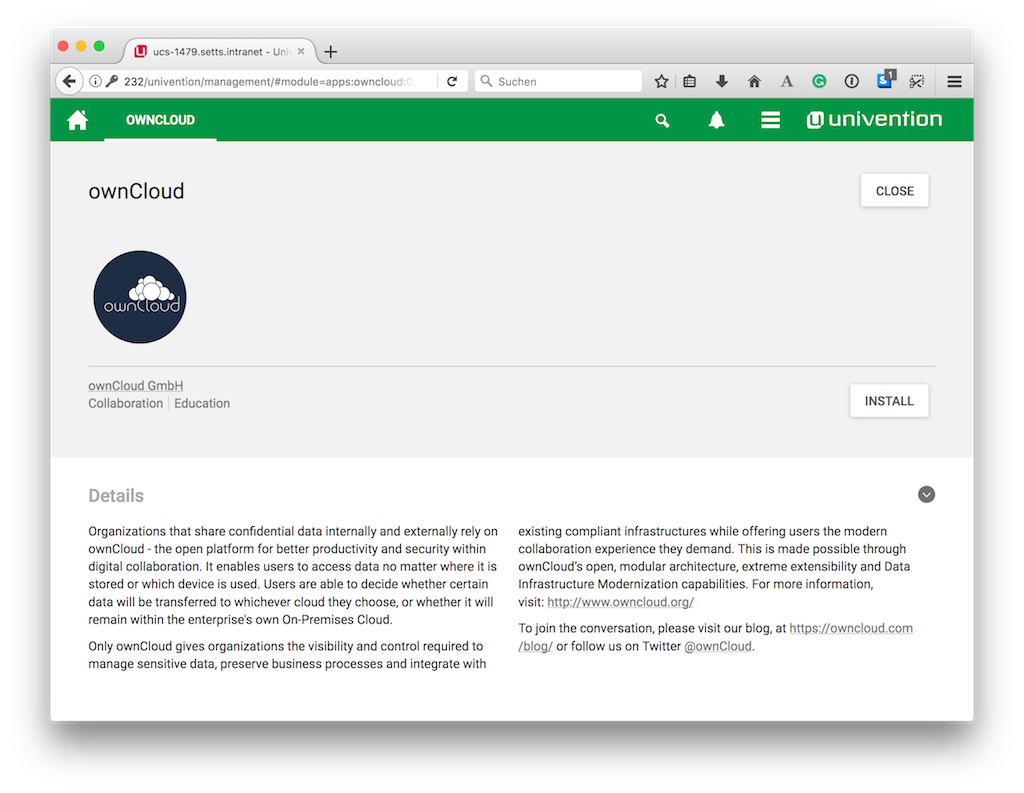 ucs-1479.setts.intranet - Uni
232/univention/management/#module=apps:owncloud:0
Suchen
1
OWNCLOUD
univention
ownCloud
CLOSE
ownCloud
ownCloud GmbH
Collaboration | Education
INSTALL
Details
Organizations that share confidential data internally and externally rely on
ownCloud - the open platform for better productivity and security within
digital collaboration. It enables users to access data no matter where it is
stored or which device is used. Users are able to decide whether certain
data will be transferred to whichever cloud they choose, or whether it will
remain within the enterprise's own On-Premises Cloud.
Only ownCloud gives organizations the visibility and control required to
manage sensitive data, preserve business processes and integrate with
existing compliant infrastructures while offering users the modern
collaboration experience they demand. This is made possible through
ownCloud's open, modular architecture, extreme extensibility and Data
Infrastructure Modernization capabilities. For more information,
visit: http://www.owncloud.org/
To join the conversation, please visit our blog, at https://owncloud.com
/blog/ or follow us on Twitter @ownCloud.